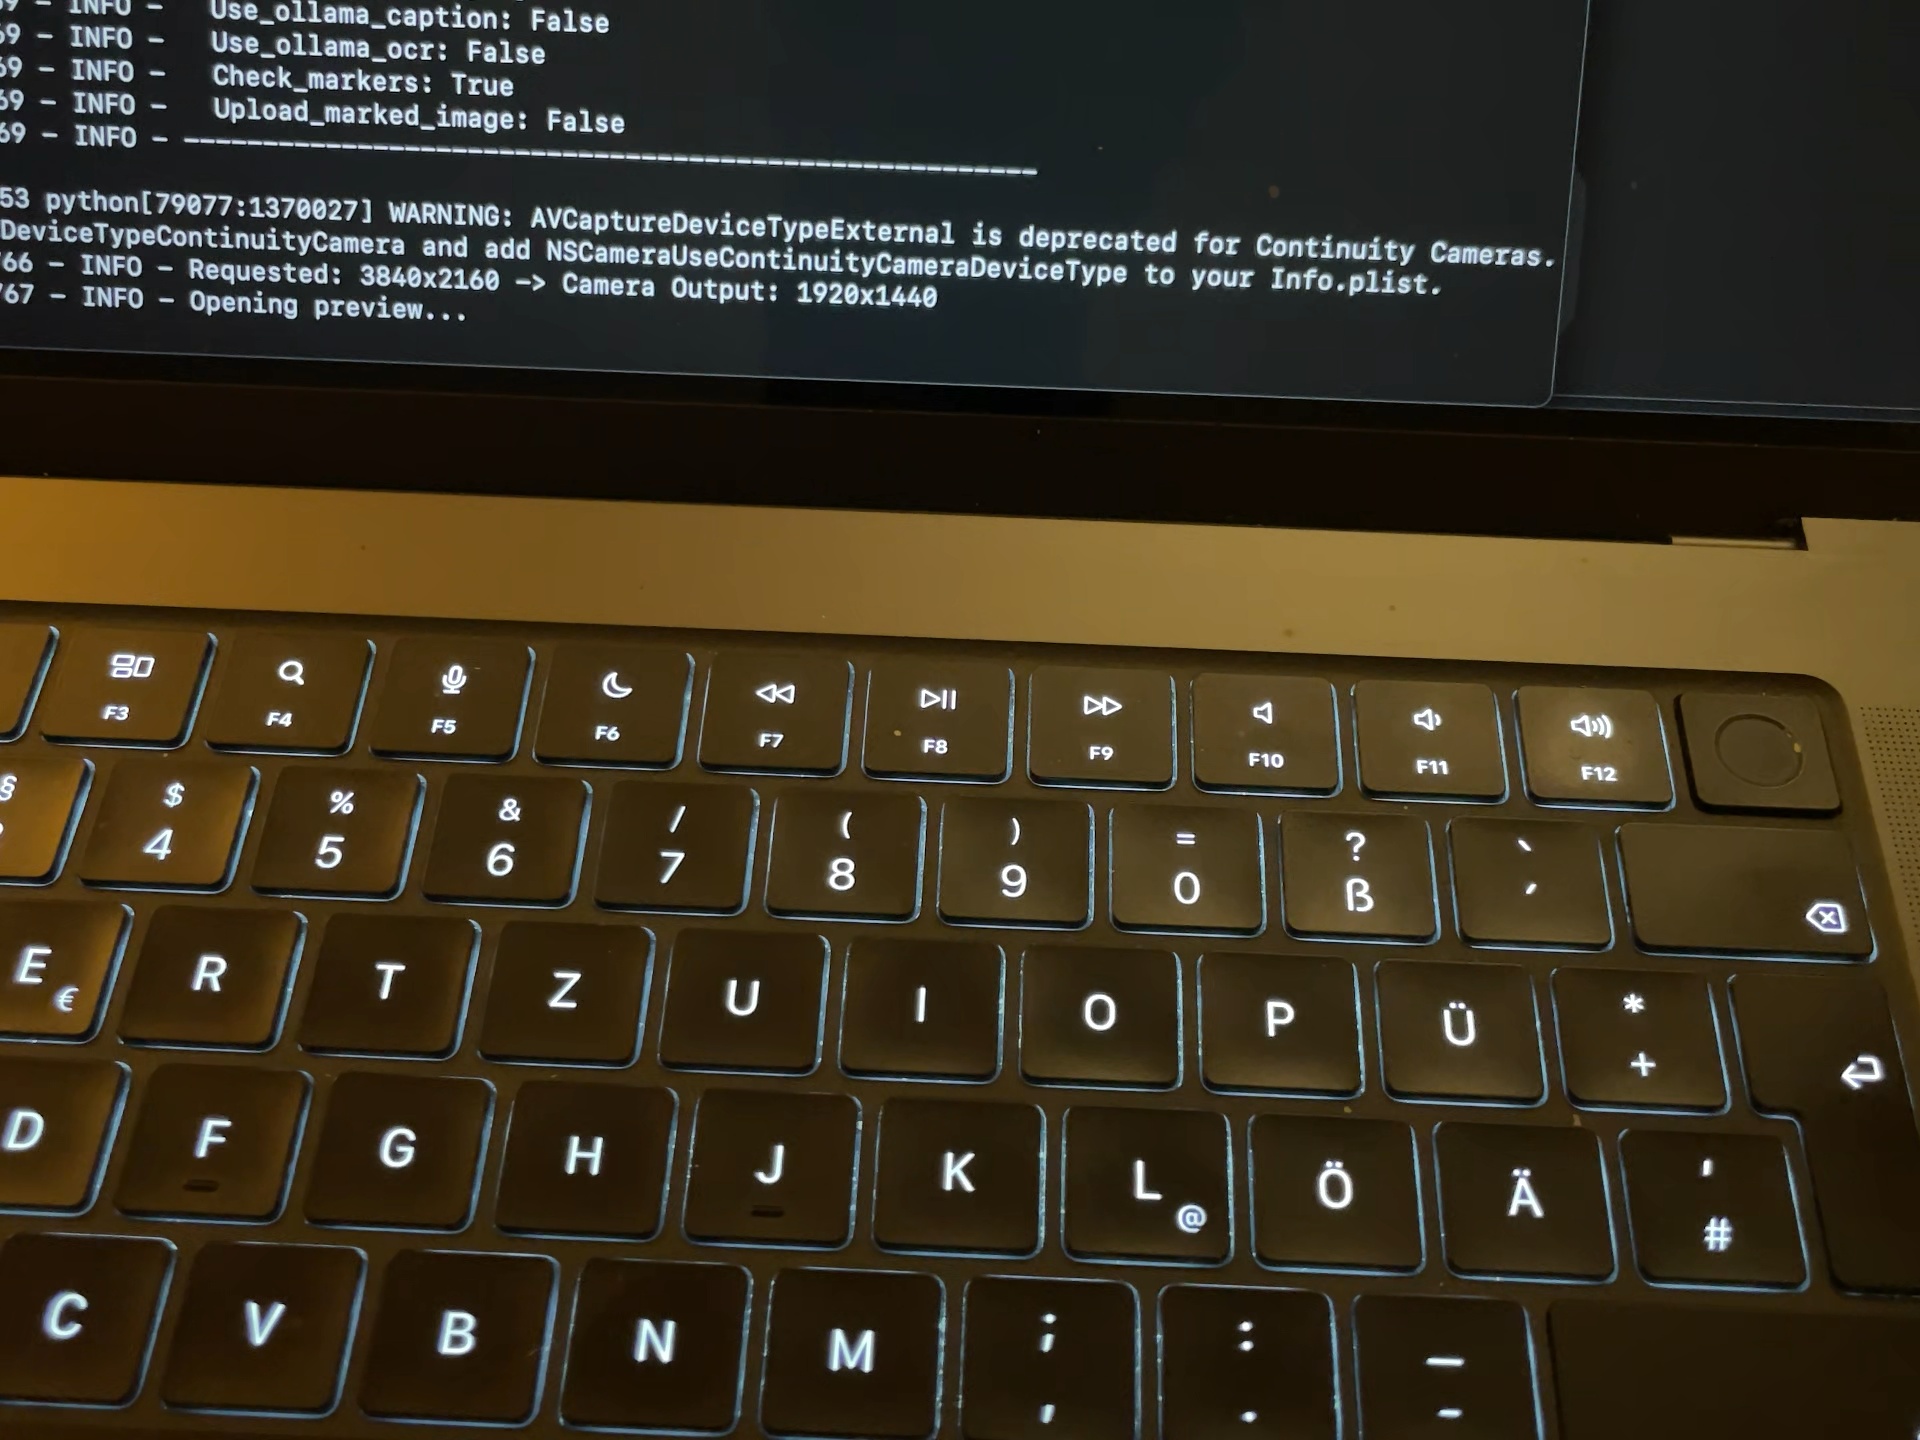 INFO - Use_ollama_caption: False
69 - INFO - Use_ollama_ocr: False
69 - INFO - Check_markers: True
69 - INFO - Upload_marked_image: False
69 - INFO - ------------------------------------------------------------
53 python[79077:1370027] WARNING: AVCaptureDeviceTypeExternal is deprecated for Continuity Cameras.
DeviceTypeContinuityCamera and add NSCameraUseContinuityCameraDeviceType to your Info.plist.
766 - INFO - Requested: 3840x2160 -> Camera Output: 1920x1440
767 - INFO - Opening preview...
F3 F4 F5 F6 F7 F8 F9 F10 F11 F12
§ $ % & / ( ) = ? `
4 5 6 7 8 9 0 ß ´
E € R T Z U I O P Ü * +
D F G H J K L @ Ö Ä ' #
C V B N M ; , : . _ -